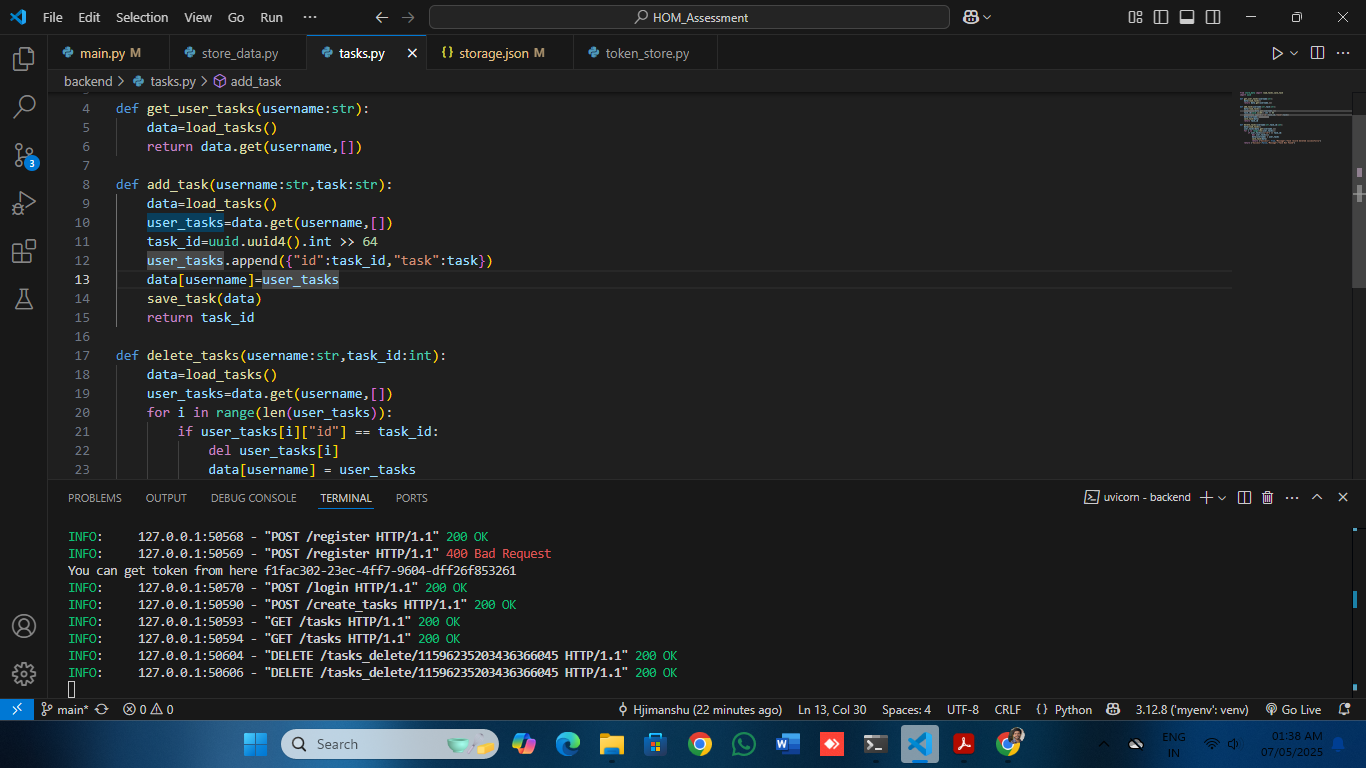 File Edit Selection View Go Run ··· HOM_Assessment
main.py M store_data.py tasks.py storage.json M token_store.py
backend > tasks.py > add_task
4 def get_user_tasks(username:str):
5 data=load_tasks()
6 return data.get(username,[])
7
8 def add_task(username:str,task:str):
9 data=load_tasks()
10 user_tasks=data.get(username,[])
11 task_id=uuid.uuid4().int >> 64
12 user_tasks.append({"id":task_id,"task":task})
13 data[username]=user_tasks
14 save_task(data)
15 return task_id
16
17 def delete_tasks(username:str,task_id:int):
18 data=load_tasks()
19 user_tasks=data.get(username,[])
20 for i in range(len(user_tasks)):
21 if user_tasks[i]["id"] == task_id:
22 del user_tasks[i]
23 data[username] = user_tasks
3
PROBLEMS OUTPUT DEBUG CONSOLE TERMINAL PORTS uvicorn - backend
INFO: 127.0.0.1:50568 - "POST /register HTTP/1.1" 200 OK
INFO: 127.0.0.1:50569 - "POST /register HTTP/1.1" 400 Bad Request
You can get token from here f1fac302-23ec-4ff7-9604-dff26f853261
INFO: 127.0.0.1:50570 - "POST /login HTTP/1.1" 200 OK
INFO: 127.0.0.1:50590 - "POST /create_tasks HTTP/1.1" 200 OK
INFO: 127.0.0.1:50593 - "GET /tasks HTTP/1.1" 200 OK
INFO: 127.0.0.1:50594 - "GET /tasks HTTP/1.1" 200 OK
INFO: 127.0.0.1:50604 - "DELETE /tasks_delete/11596235203436366045 HTTP/1.1" 200 OK
INFO: 127.0.0.1:50606 - "DELETE /tasks_delete/11596235203436366045 HTTP/1.1" 200 OK
main* 0 0 Hjimanshu (22 minutes ago) Ln 13, Col 30 Spaces: 4 UTF-8 CRLF {} Python 3.12.8 ('myenv': venv) Go Live
Search
ENG
IN
01:38 AM
07/05/2025